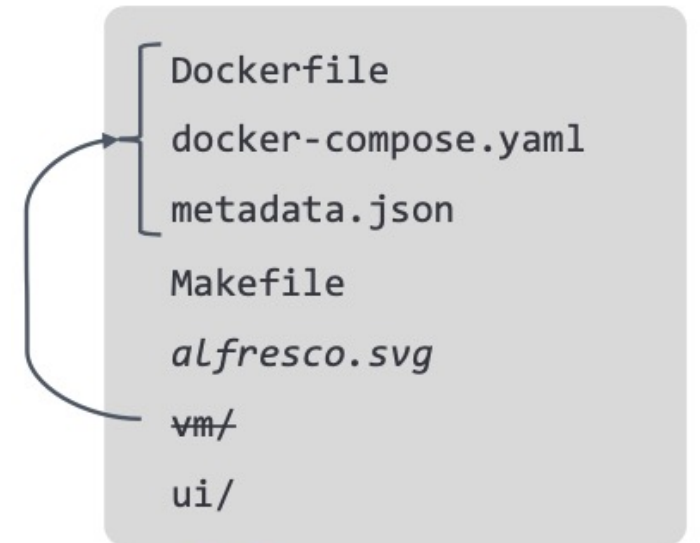 Dockerfile
docker-compose.yaml
metadata.json
Makefile
alfresco.svg
vm/
ui/